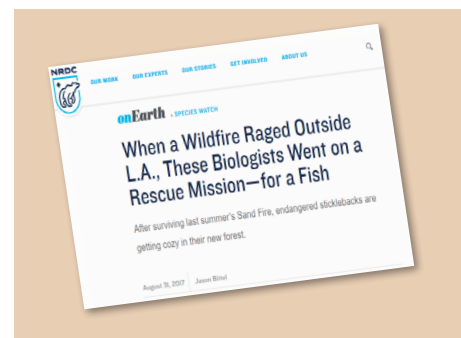 NRDC
OUR WORK OUR EXPERTS OUR STORIES GET INVOLVED ABOUT US
onEarth › SPECIES WATCH
When a Wildfire Raged Outside
L.A., These Biologists Went on a
Rescue Mission—for a Fish
After surviving last summer's Sand Fire, endangered sticklebacks are
getting cozy in their new forest.
August 31, 2017 Jason Bittel